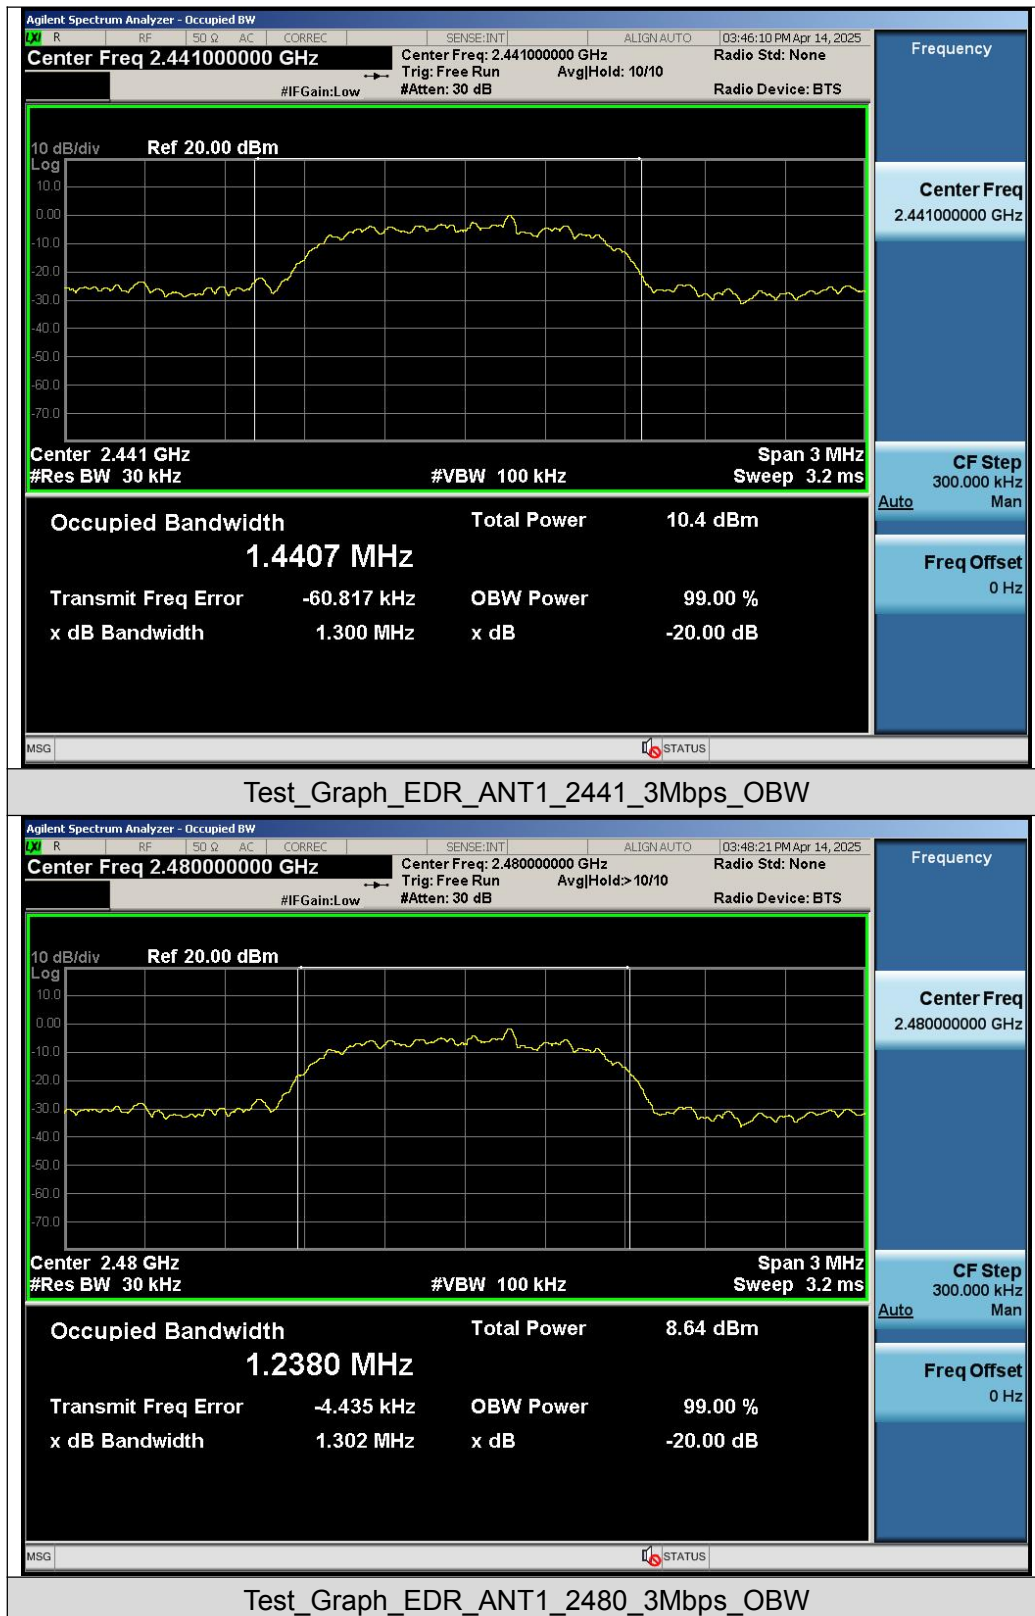 Agilent Spectrum Analyzer - Occupied BW
LXI R RF 50 Ω AC CORREC SENSE:INT ALIGNAUTO 03:46:10 PM Apr 14, 2025
Center Freq 2.441000000 GHz Center Freq: 2.441000000 GHz Radio Std: None
Trig: Free Run Avg|Hold: 10/10
#IFGain:Low #Atten: 30 dB Radio Device: BTS
10 dB/div Ref 20.00 dBm
Log
10.0
0.00
-10.0
-20.0
-30.0
-40.0
-50.0
-60.0
-70.0
Center 2.441 GHz Span 3 MHz
#Res BW 30 kHz #VBW 100 kHz Sweep 3.2 ms
Occupied Bandwidth Total Power 10.4 dBm
1.4407 MHz
Transmit Freq Error -60.817 kHz OBW Power 99.00 %
x dB Bandwidth 1.300 MHz x dB -20.00 dB
MSG STATUS
Frequency
Center Freq
2.441000000 GHz
CF Step
300.000 kHz
Auto Man
Freq Offset
0 Hz
Test_Graph_EDR_ANT1_2441_3Mbps_OBW
Agilent Spectrum Analyzer - Occupied BW
LXI R RF 50 Ω AC CORREC SENSE:INT ALIGNAUTO 03:48:21 PM Apr 14, 2025
Center Freq 2.480000000 GHz Center Freq: 2.480000000 GHz Radio Std: None
Trig: Free Run Avg|Hold:>10/10
#IFGain:Low #Atten: 30 dB Radio Device: BTS
10 dB/div Ref 20.00 dBm
Log
10.0
0.00
-10.0
-20.0
-30.0
-40.0
-50.0
-60.0
-70.0
Center 2.48 GHz Span 3 MHz
#Res BW 30 kHz #VBW 100 kHz Sweep 3.2 ms
Occupied Bandwidth Total Power 8.64 dBm
1.2380 MHz
Transmit Freq Error -4.435 kHz OBW Power 99.00 %
x dB Bandwidth 1.302 MHz x dB -20.00 dB
MSG STATUS
Frequency
Center Freq
2.480000000 GHz
CF Step
300.000 kHz
Auto Man
Freq Offset
0 Hz
Test_Graph_EDR_ANT1_2480_3Mbps_OBW